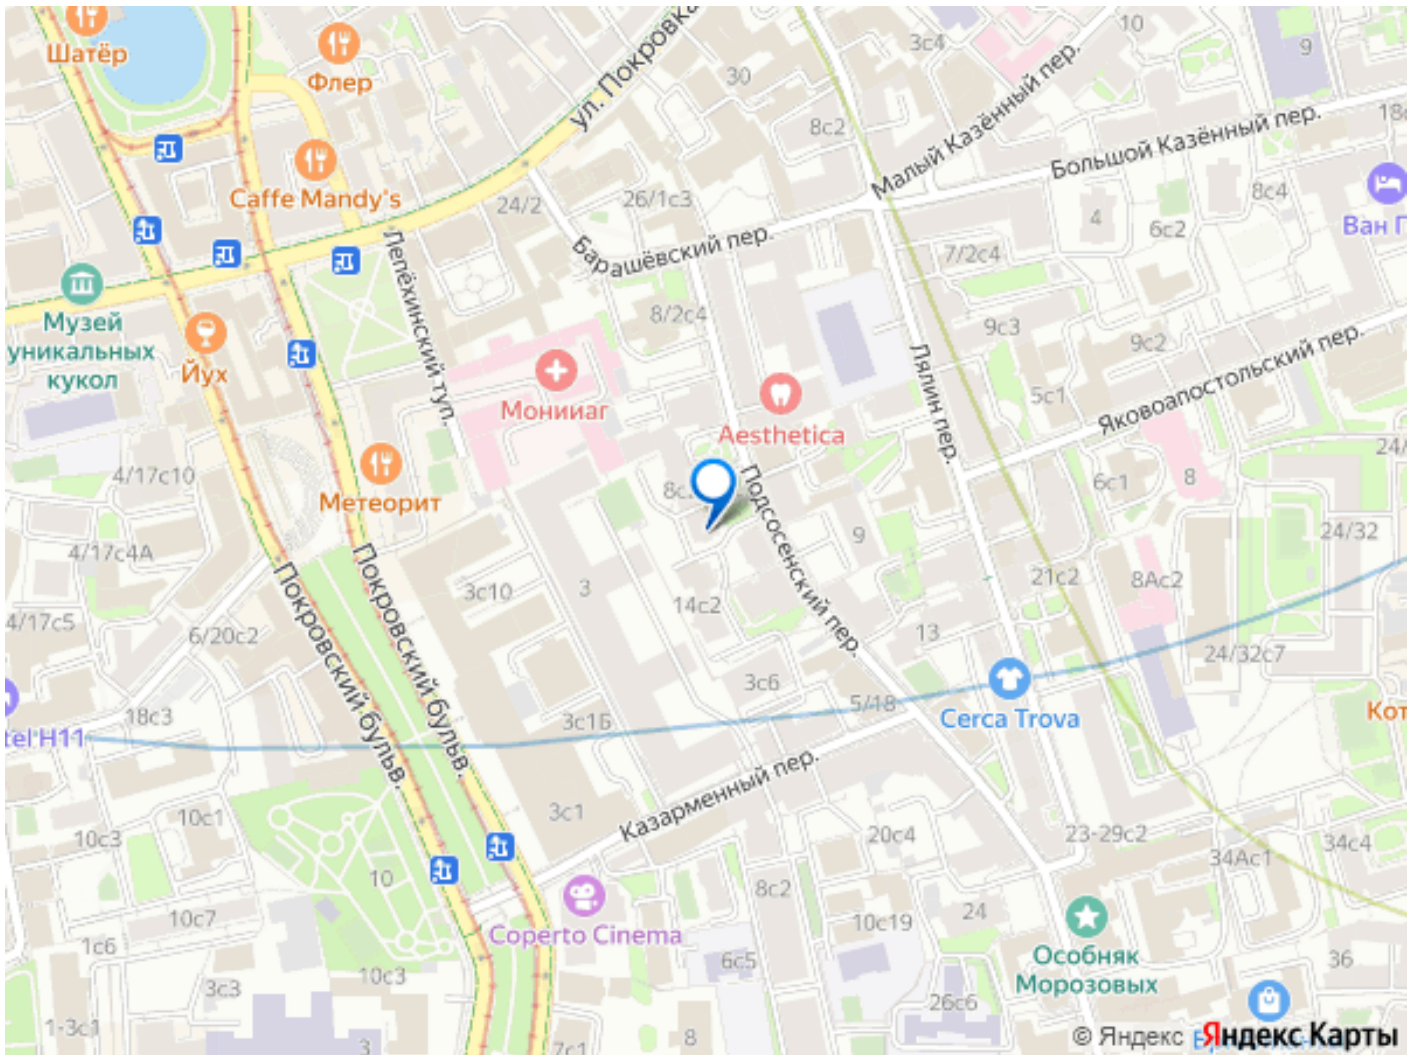 Шатёр
Флер
ул. Покровка
30
3с4
10
9
Малый Казённый пер.
8с2
Большой Казённый пер.
Caffe Mandy's
24/2
26/1с3
Барашёвский пер.
4
6с2
8с4
7/2с4
Лепёхинский туп.
Музей
уникальных
кукол
Йух
8/2с4
Мониинаг
Aesthetica
Лялин пер.
9с3
9с2
5с1
Яковоапостольский пер.
4/17с10
Метеорит
Подсосенский пер.
9
6с1
8
24/32
4/17с4А
Покровский бульв.
Покровский бульв.
3с10
3
14с2
21с2
8Ас2
4/17с5
6/20с2
13
24/32с7
3с6
5/18
18с3
tel H11
3с1Б
Cerca Trova
Казарменный пер.
3с1
10с3
10с1
20с4
23-29с2
34Ас1
34с4
10
10с7
1с6
10с3
3с3
1-3с1
3
Coperto Cinema
8с2
10с19
24
6с5
26с6
Особняк
Морозовых
36
8
7с1
© Яндекс
Яндекс Карты